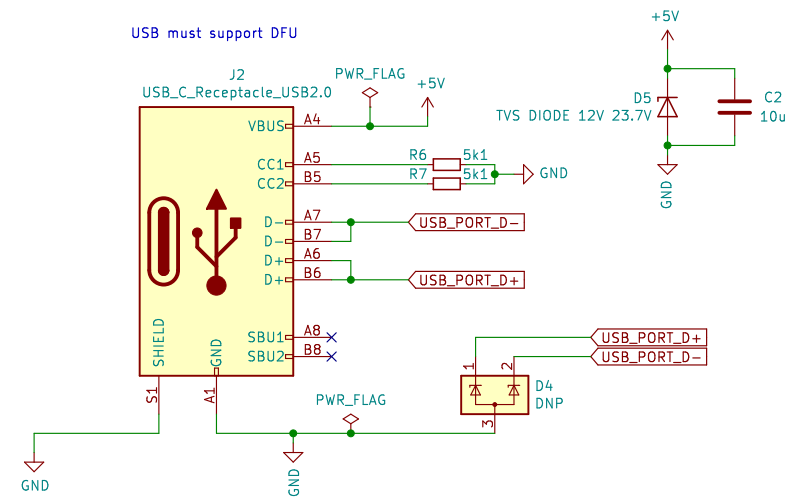 +5V
USB must support DFU
J2
USB_C_Receptacle_USB2.0
PWR_FLAG
+5V
D5
TVS DIODE 12V 23.7V
C2
10u
GND
VBUS A4
CC1 A5
CC2 B5
R6 5k1
R7 5k1
GND
D- A7
D- B7
D+ A6
D+ B6
USB_PORT_D-
USB_PORT_D+
SBU1 A8
SBU2 B8
SHIELD
GND
S1
A1
USB_PORT_D+
USB_PORT_D-
1
2
D4
DNP
3
PWR_FLAG
GND
GND